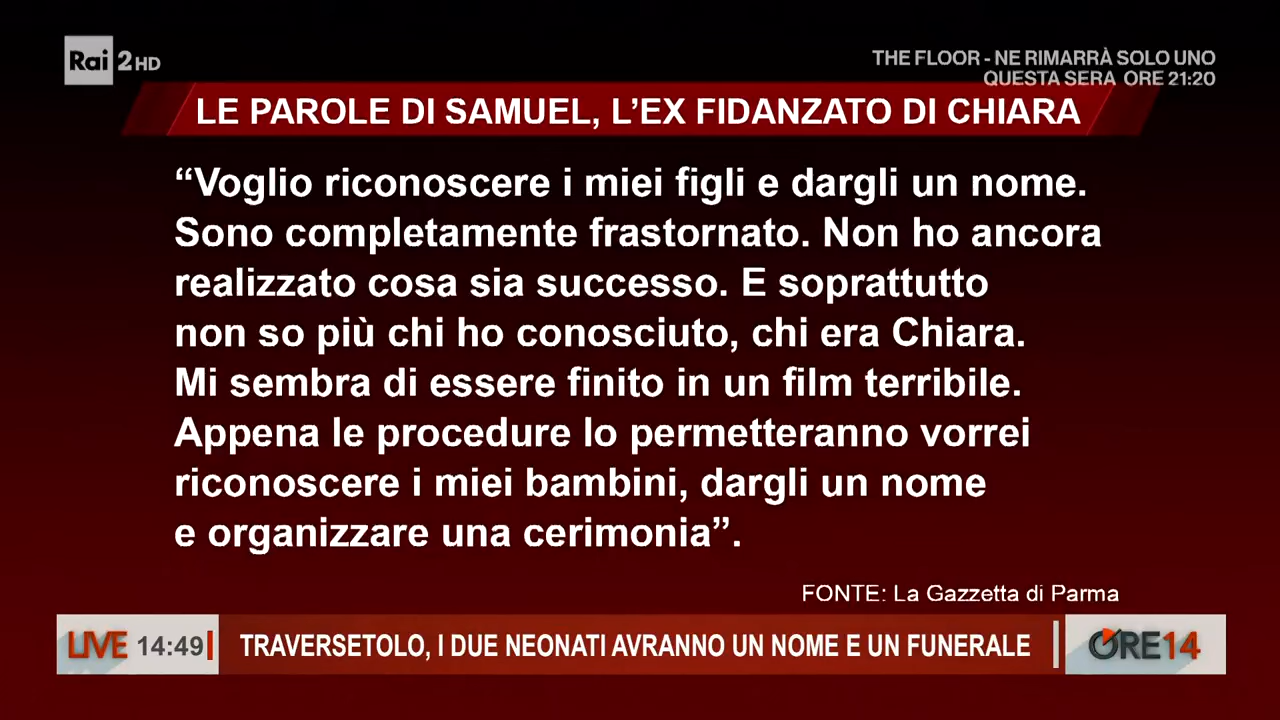 Rai 2HD
THE FLOOR - NE RIMARRÀ SOLO UNO
QUESTA SERA ORE 21:20
LE PAROLE DI SAMUEL, L'EX FIDANZATO DI CHIARA
“Voglio riconoscere i miei figli e dargli un nome.
Sono completamente frastornato. Non ho ancora
realizzato cosa sia successo. E soprattutto
non so più chi ho conosciuto, chi era Chiara.
Mi sembra di essere finito in un film terribile.
Appena le procedure lo permetteranno vorrei
riconoscere i miei bambini, dargli un nome
e organizzare una cerimonia”.
FONTE: La Gazzetta di Parma
LIVE 14:49
TRAVERSETOLO, I DUE NEONATI AVRANNO UN NOME E UN FUNERALE
ORE14